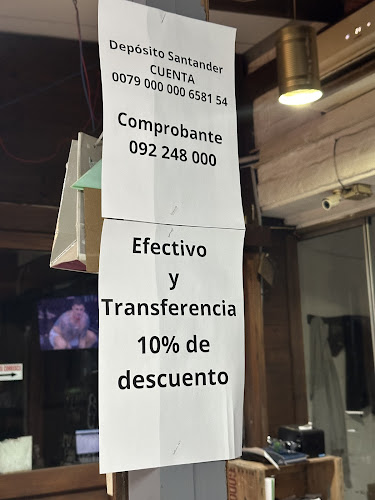 Depósito Santander
CUENTA
0079 000 000 6581 54
Comprobante
092 248 000
Efectivo
y
Transferencia
10% de
descuento